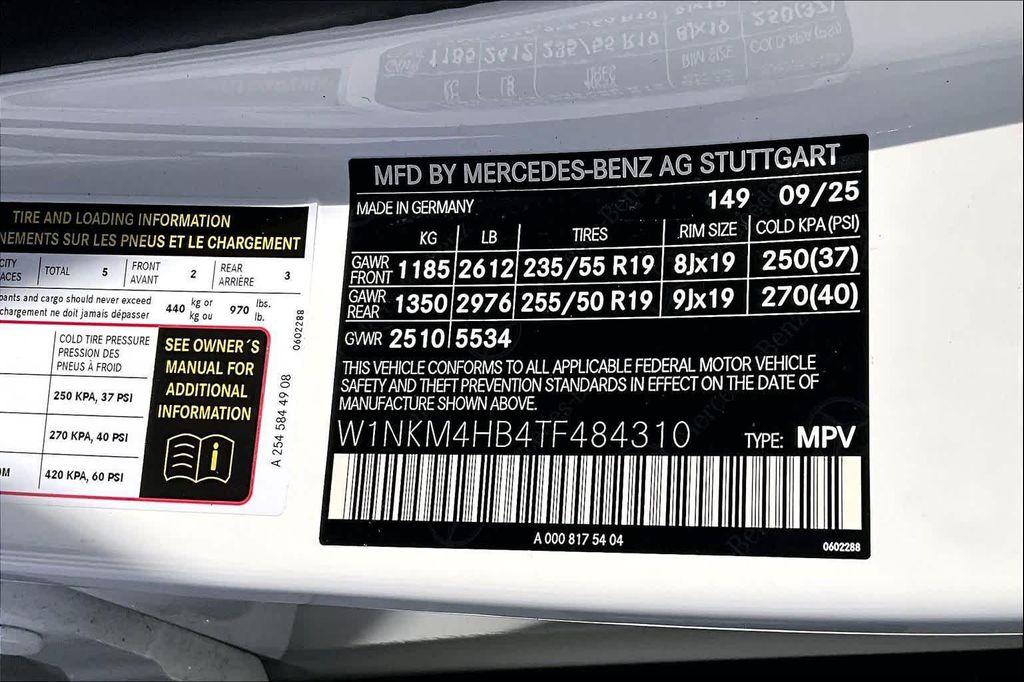 TIRE AND LOADING INFORMATION
NEMENTS SUR LES PNEUS ET LE CHARGEMENT
CITY
ACES
TOTAL 5
FRONT
AVANT
2
REAR
ARRIÈRE
3
pants and cargo should never exceed
chargement ne doit jamais dépasser
440 kg or
kg ou
970 lbs.
lb.
COLD TIRE PRESSURE
PRESSION DES
PNEUS À FROID
250 KPA, 37 PSI
270 KPA, 40 PSI
420 KPA, 60 PSI
SEE OWNER´S
MANUAL FOR
ADDITIONAL
INFORMATION
0602288
A 254 584 49 08
MFD BY MERCEDES-BENZ AG STUTTGART
MADE IN GERMANY 149 09/25
KG LB TIRES RIM SIZE COLD KPA (PSI)
GAWR
FRONT 1185 2612 235/55 R19 8Jx19 250(37)
GAWR
REAR 1350 2976 255/50 R19 9Jx19 270(40)
GVWR 2510 5534
THIS VEHICLE CONFORMS TO ALL APPLICABLE FEDERAL MOTOR VEHICLE
SAFETY AND THEFT PREVENTION STANDARDS IN EFFECT ON THE DATE OF
MANUFACTURE SHOWN ABOVE.
W1NKM4HB4TF484310 TYPE: MPV
A 000 817 54 04
0602288